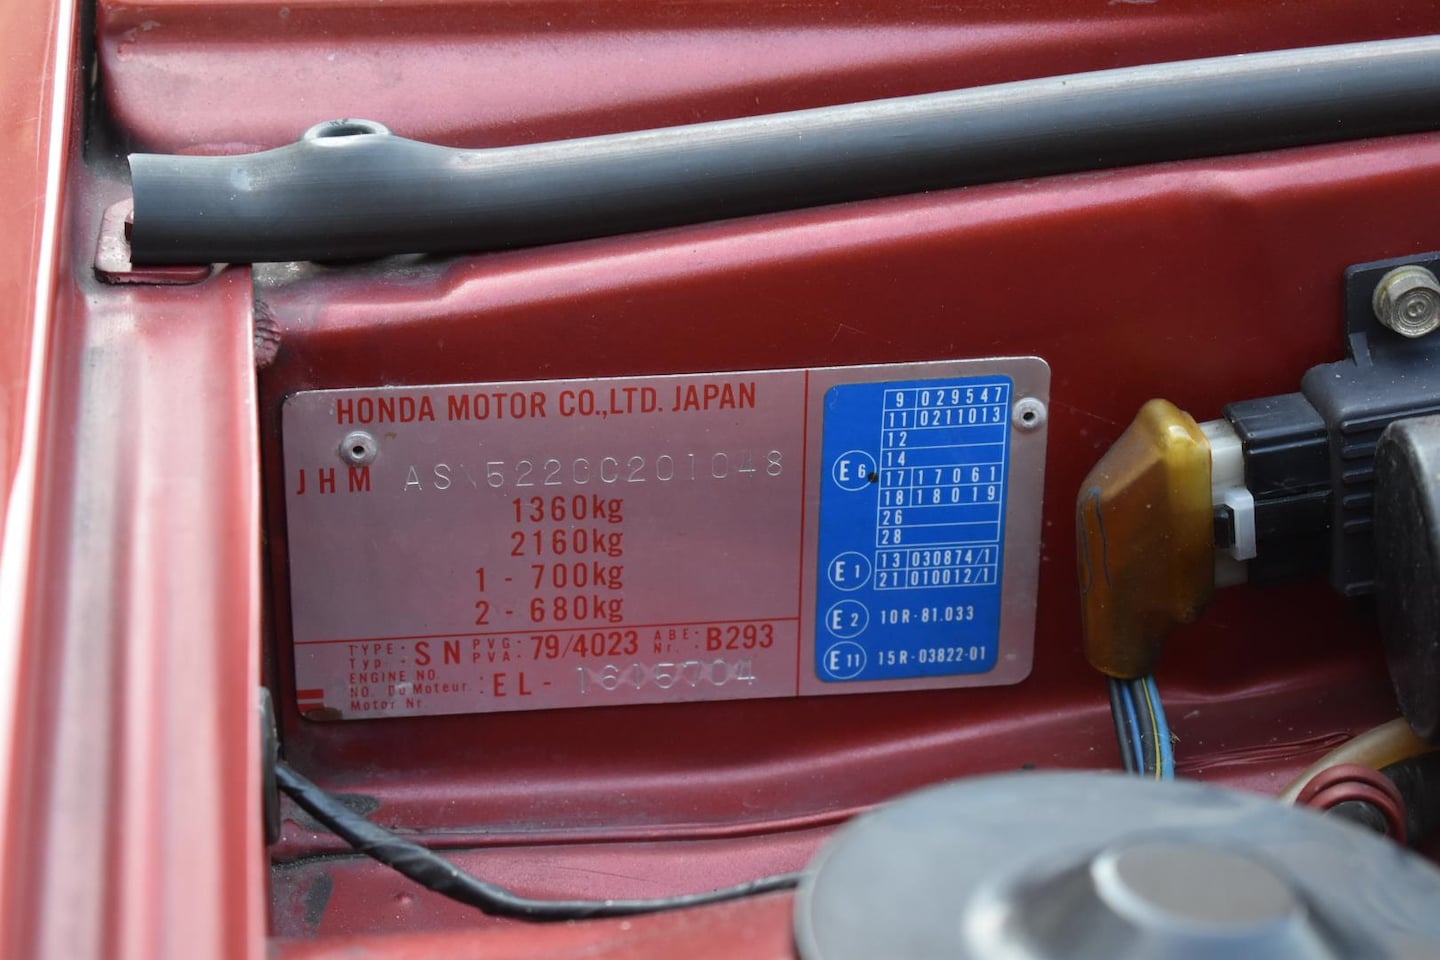 HONDA MOTOR CO.,LTD. JAPAN
JHM ASN5220CC201048
1360kg
2160kg
1 - 700kg
2 - 680kg
TYPE: Typ: SN PVG: PVA: 79/4023 ABE: Nr.: B293
ENGINE NO.
NO. Du Moteur: EL - 1615704
Motor Nr.
E6
9 029547
11 0211013
12
14
17 17061
18 18019
26
28
E1
13 030874/1
21 010012/1
E2 10R-81.033
E11 15R-03822-01